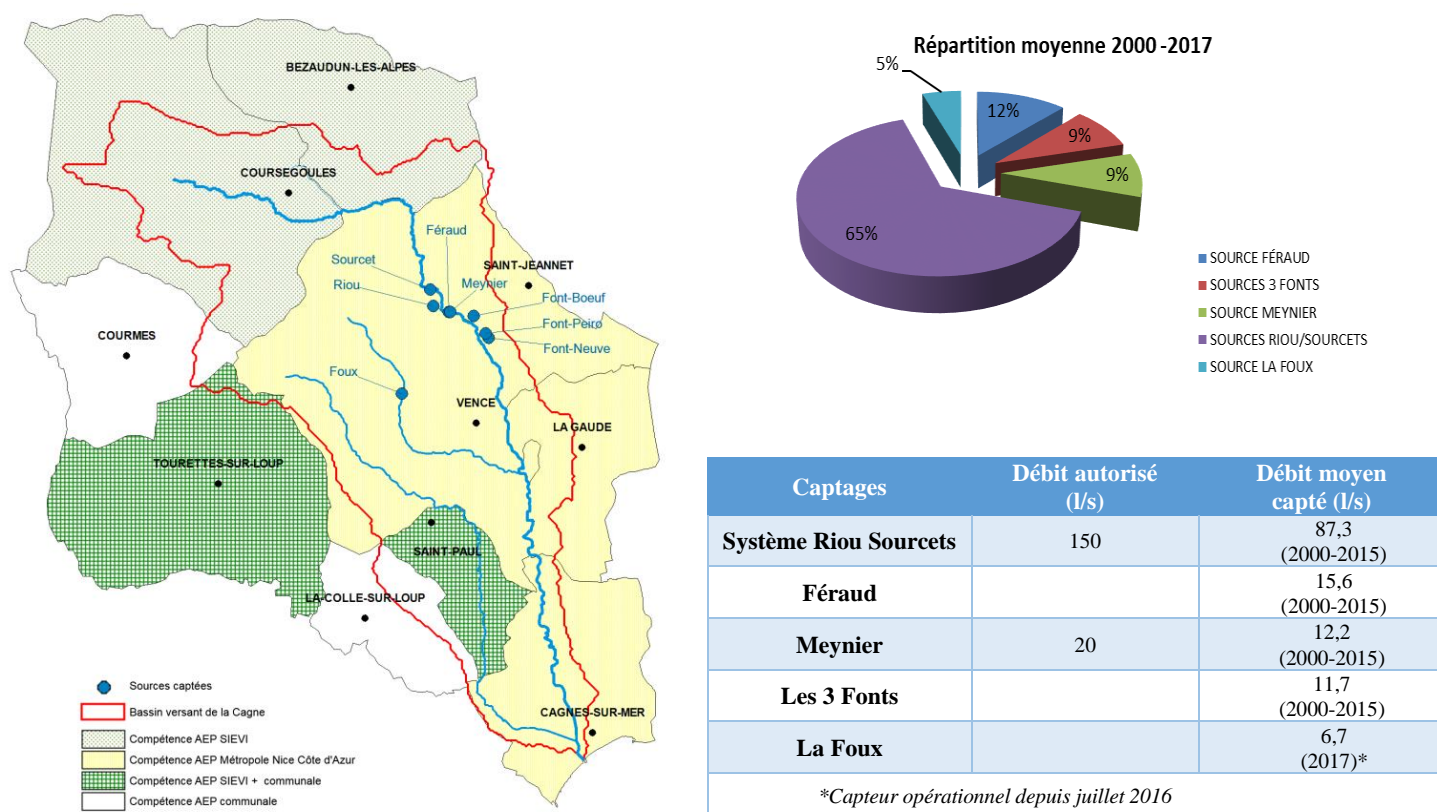 BEZAUDUN-LES-ALPES
COURSEGOULES
Féraud
Sourcet
SAINT-JEANNET
Riou
Meynier
Font-Boeuf
Font-Peiro
Font-Neuve
COURMES
Foux
VENCE
LA GAUDE
TOURETTES-SUR-LOUP
SAINT-PAUL
LA-COLLE-SUR-LOUP
CAGNES-SUR-MER
Sources captées
Bassin versant de la Cagne
Compétence AEP SIEVI
Compétence AEP Métropole Nice Côte d'Azur
Compétence AEP SIEVI + communale
Compétence AEP communale
Répartition moyenne 2000 -2017
5%
12%
9%
9%
65%
SOURCE FÉRAUD
SOURCES 3 FONTS
SOURCE MEYNIER
SOURCES RIOU/SOURCETS
SOURCE LA FOUX
Captages Débit autorisé Débit moyen
(l/s) capté (l/s)
Système Riou Sourcets 150 87,3
(2000-2015)
Féraud 15,6
(2000-2015)
Meynier 20 12,2
(2000-2015)
Les 3 Fonts 11,7
(2000-2015)
La Foux 6,7
(2017)*
*Capteur opérationnel depuis juillet 2016